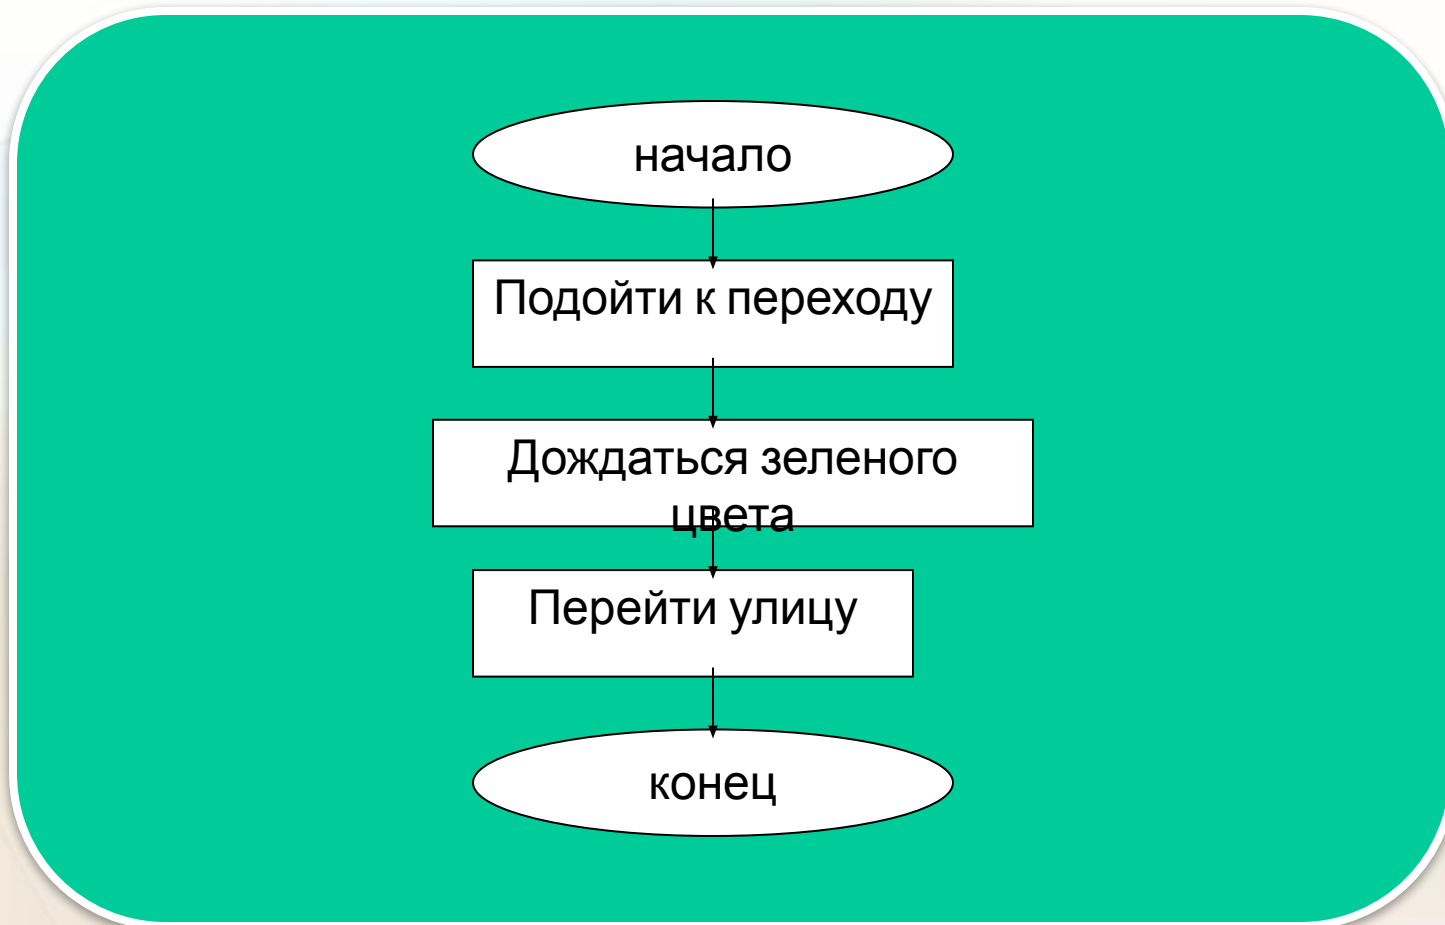 начало
Подойти к переходу
Дождаться зеленого
цвета
Перейти улицу
конец